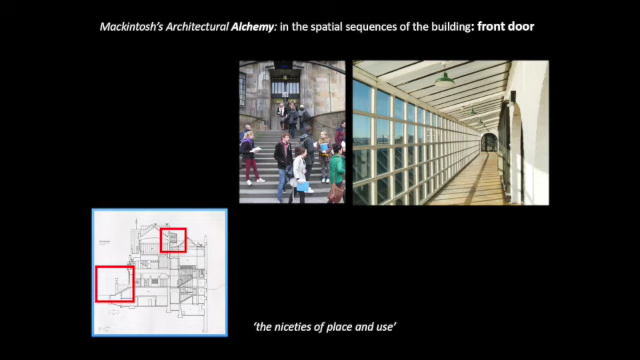 Mackintosh's Architectural Alchemy: in the spatial sequences of the building: front door
'the niceties of place and use'